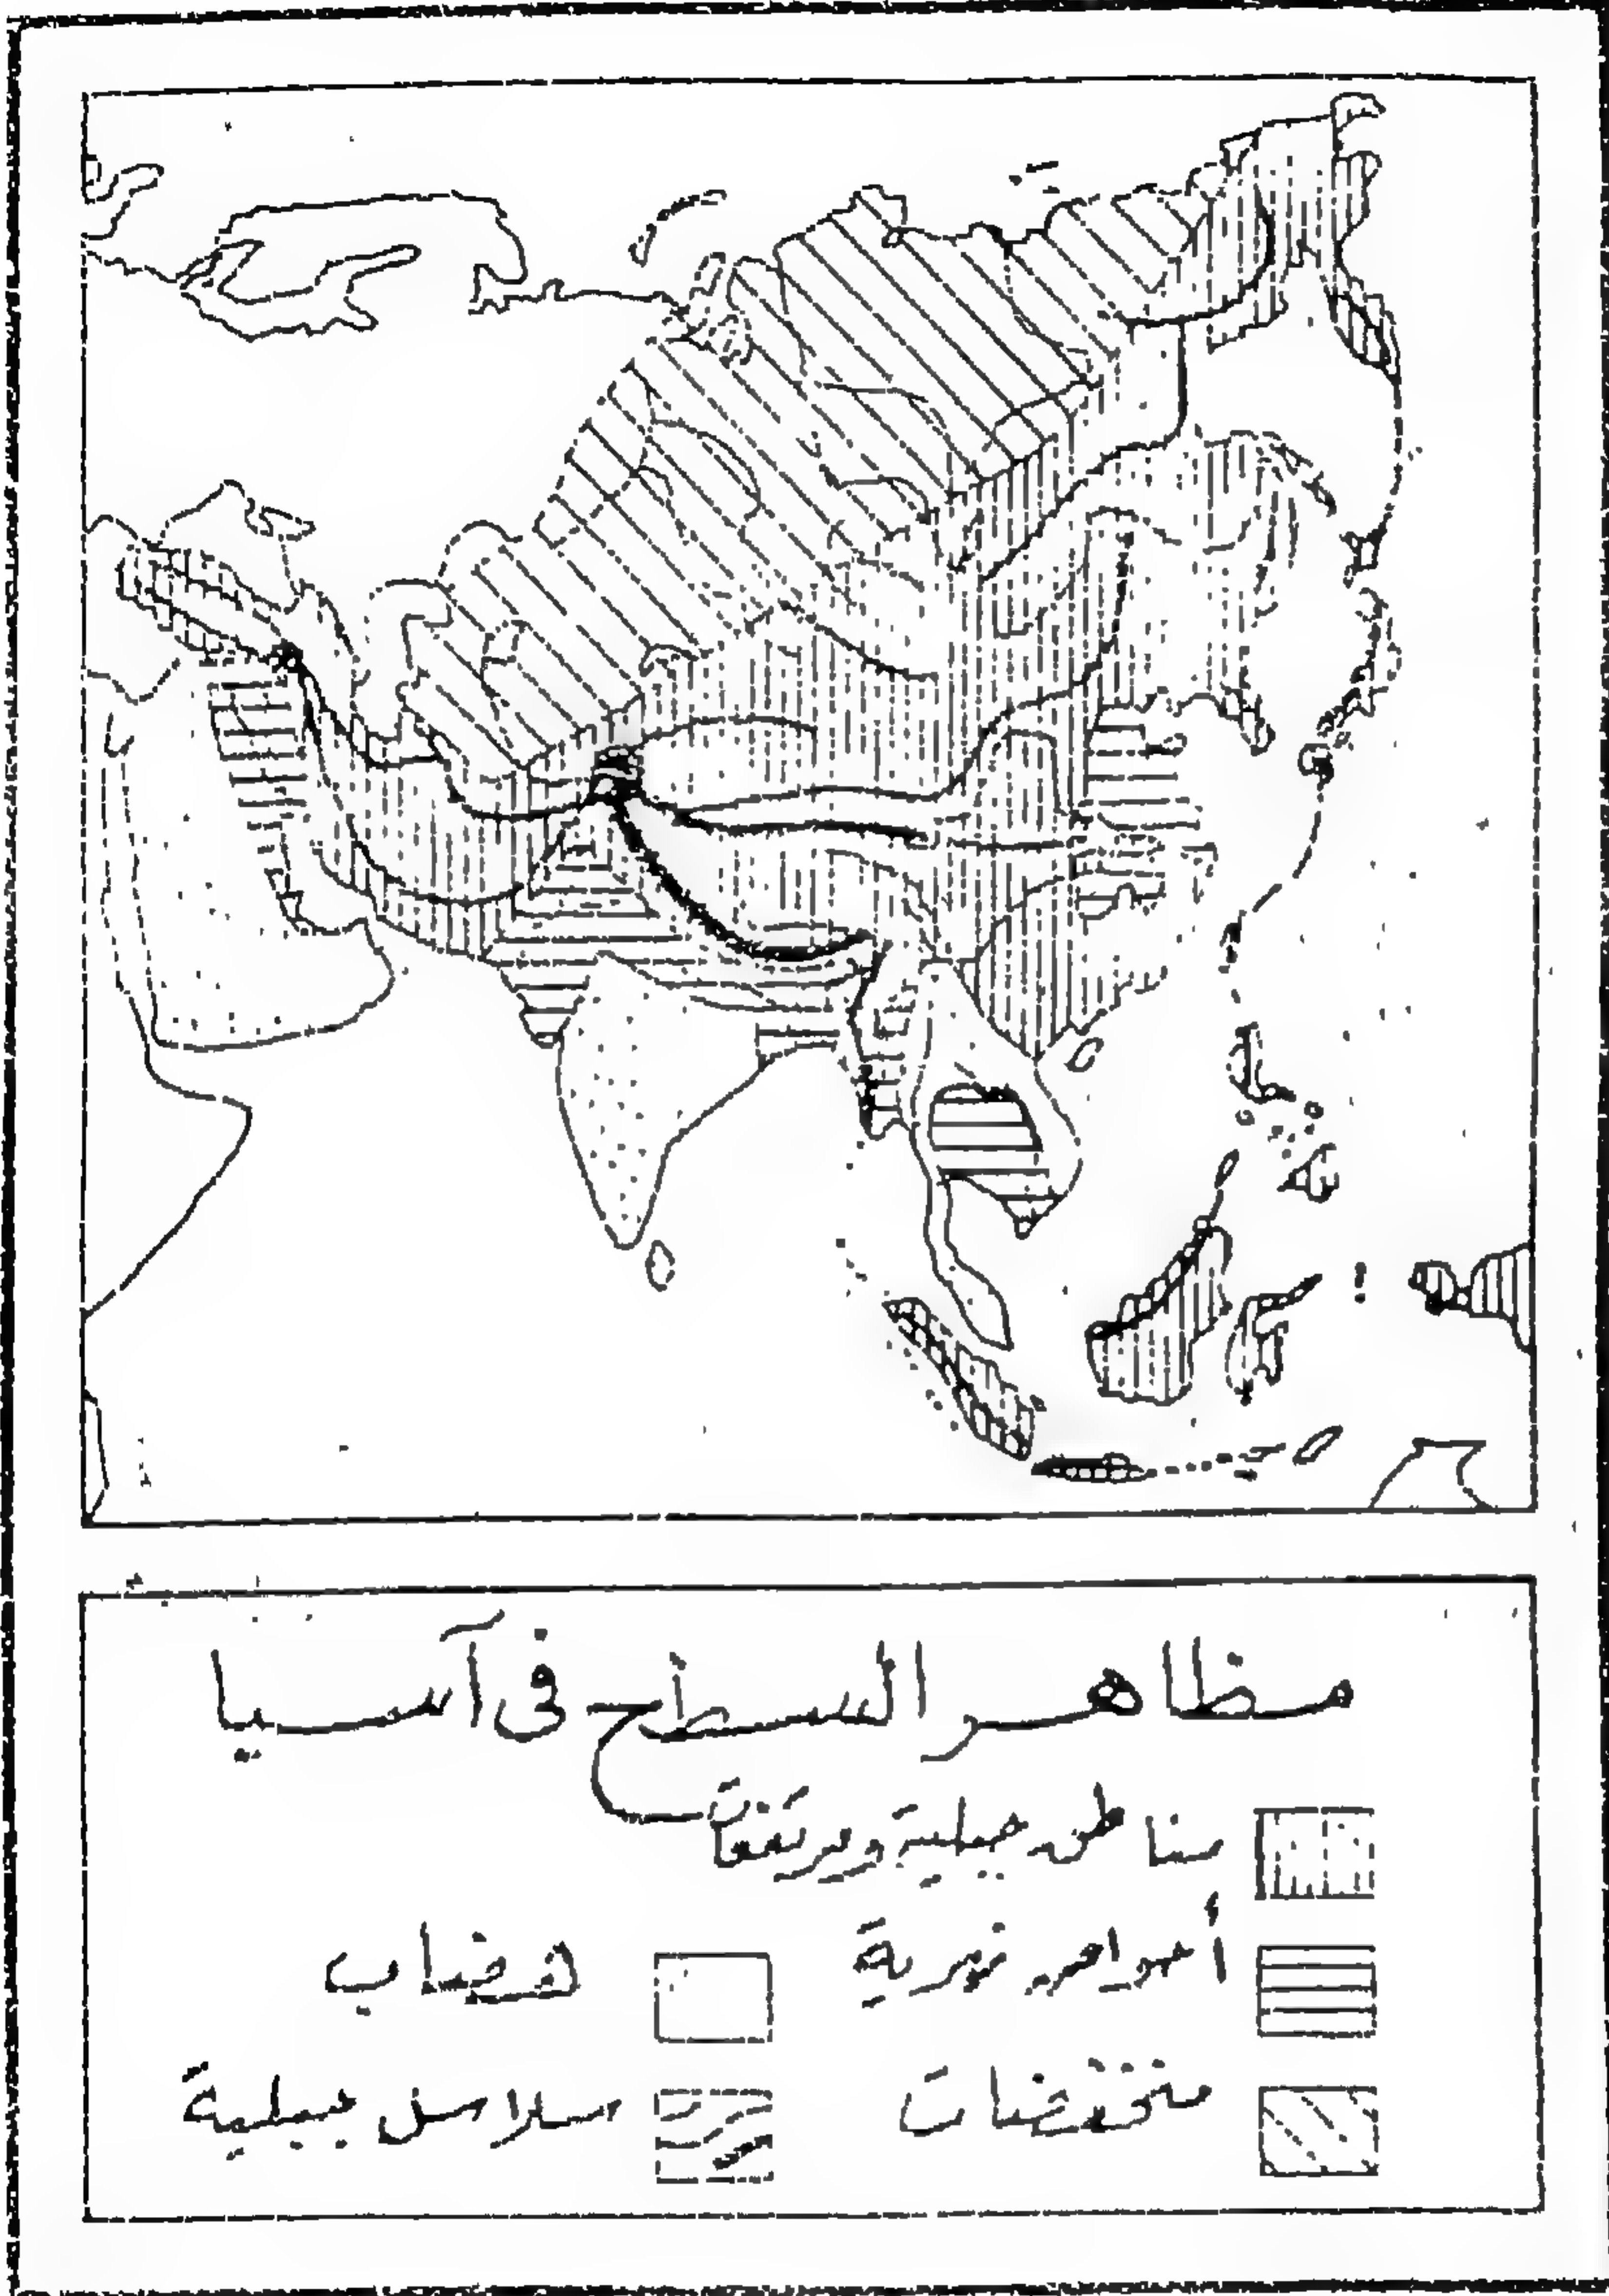 مظاهر السطح فى آسيا
مناطق جبلية ومرتفعات
أحواض نهرية
هضاب
منخفضات
سلاسل جبلية